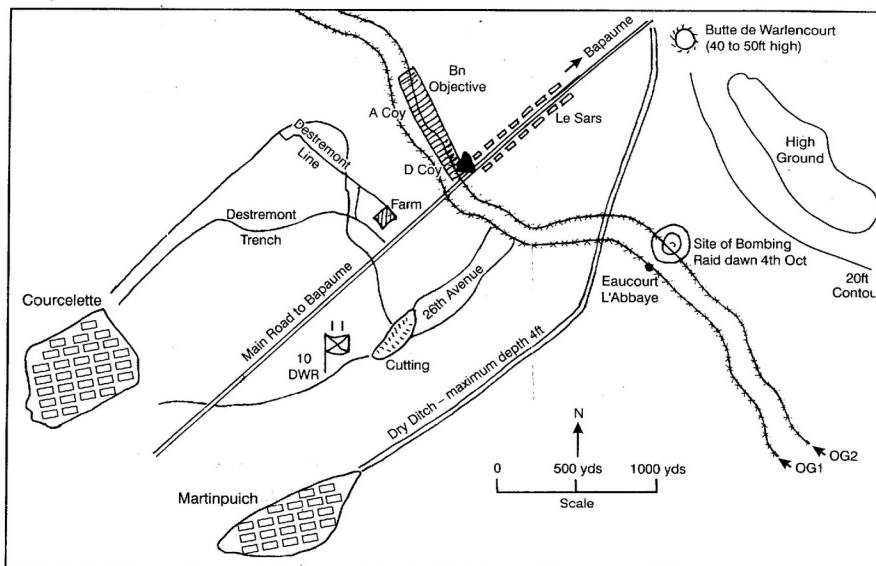 Butte de Warlencourt
(40 to 50ft high)
Bapaume
Bn
Objective
A Coy
Le Sars
D Coy
High
Ground
Destremont
Line
Farm
Destremont
Trench
Site of Bombing
Raid dawn 4th Oct
20ft
Contour
Eaucourt
L'Abbaye
Courcelette
Main Road to Bapaume
26th Avenue
10
DWR
Cutting
Dry Ditch – maximum depth 4ft
N
0 500 yds 1000 yds
Scale
OG2
OG1
Martinpuich